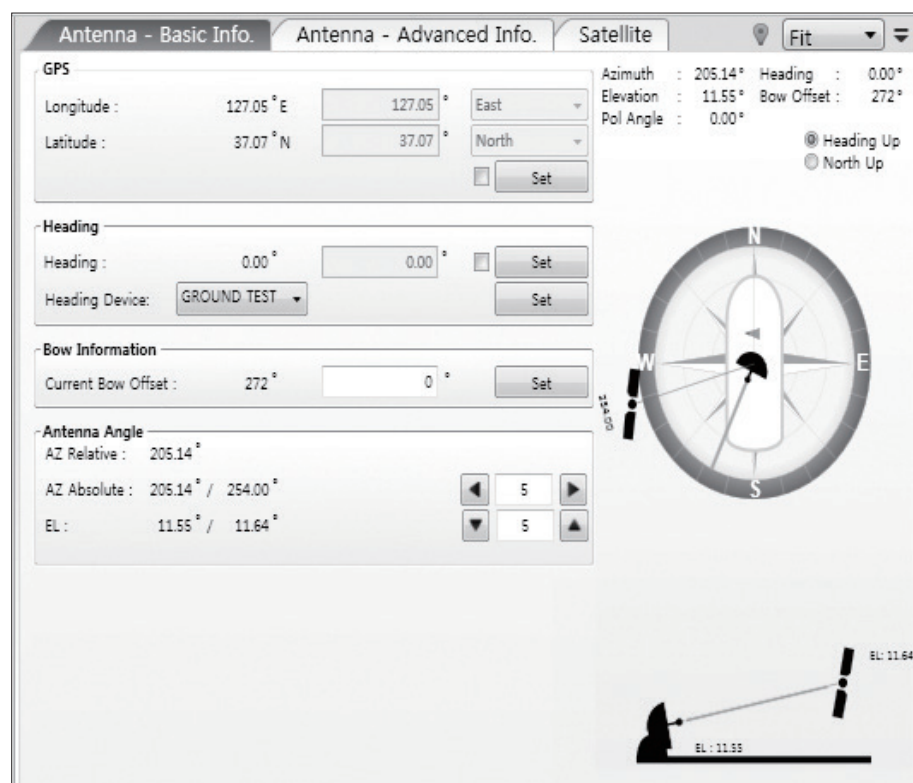 Antenna - Basic Info. Antenna - Advanced Info. Satellite Fit
GPS
Longitude : 127.05 ° E 127.05 ° East
Latitude : 37.07 ° N 37.07 ° North
Set
Heading
Heading : 0.00 ° 0.00 ° Set
Heading Device: GROUND TEST Set
Bow Information
Current Bow Offset : 272 ° 0 ° Set
Antenna Angle
AZ Relative : 205.14 °
AZ Absolute : 205.14 ° / 254.00 ° 5
EL : 11.55 ° / 11.64 ° 5
Azimuth : 205.14° Heading : 0.00°
Elevation : 11.55° Bow Offset : 272°
Pol Angle : 0.00°
Heading Up
North Up
N
W
E
S
254.00
EL: 11.64
EL : 11.55